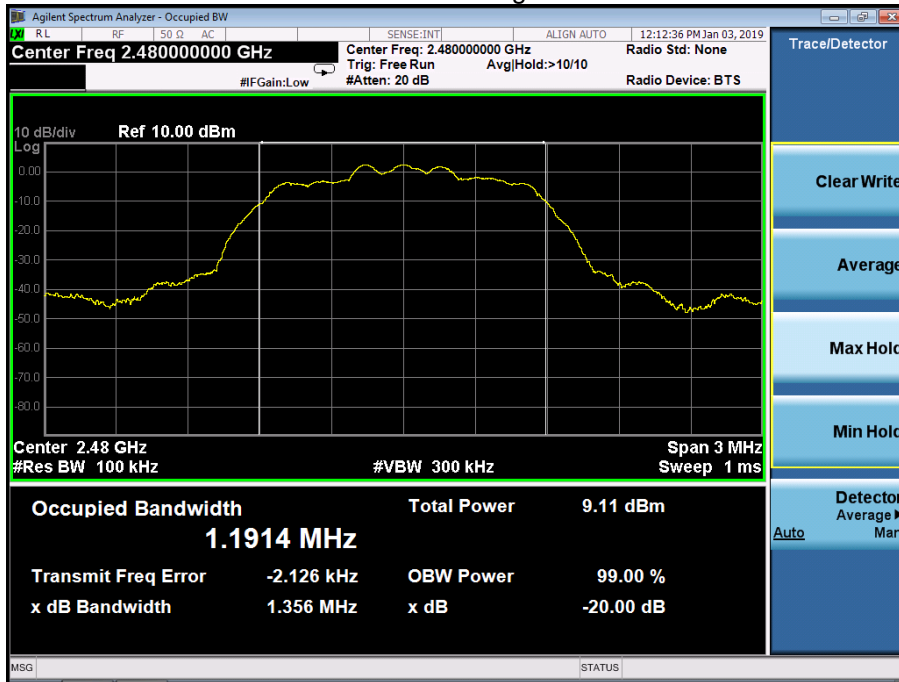 Agilent Spectrum Analyzer - Occupied BW
LXI RL RF 50 Ω AC SENSE:INT ALIGN AUTO 12:12:36 PM Jan 03, 2019
Center Freq 2.480000000 GHz
Center Freq: 2.480000000 GHz Radio Std: None
Trig: Free Run Avg|Hold:>10/10
#IFGain:Low #Atten: 20 dB Radio Device: BTS
Trace/Detector
10 dB/div Ref 10.00 dBm
Log
0.00
-10.0
-20.0
-30.0
-40.0
-50.0
-60.0
-70.0
-80.0
Center 2.48 GHz Span 3 MHz
#Res BW 100 kHz #VBW 300 kHz Sweep 1 ms
Occupied Bandwidth Total Power 9.11 dBm
1.1914 MHz
Transmit Freq Error -2.126 kHz OBW Power 99.00 %
x dB Bandwidth 1.356 MHz x dB -20.00 dB
Clear Write
Average
Max Hold
Min Hold
Detector
Average
Auto Man
MSG STATUS